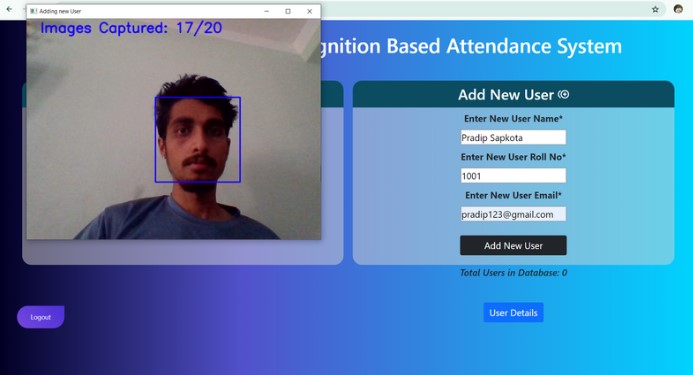 Adding new User
Images Captured: 17/20
gnition Based Attendance System
Add New User
Enter New User Name*
Pradip Sapkota
Enter New User Roll No*
1001
Enter New User Email*
pradip123@gmail.com
Add New User
Total Users in Database: 0
Logout
User Details